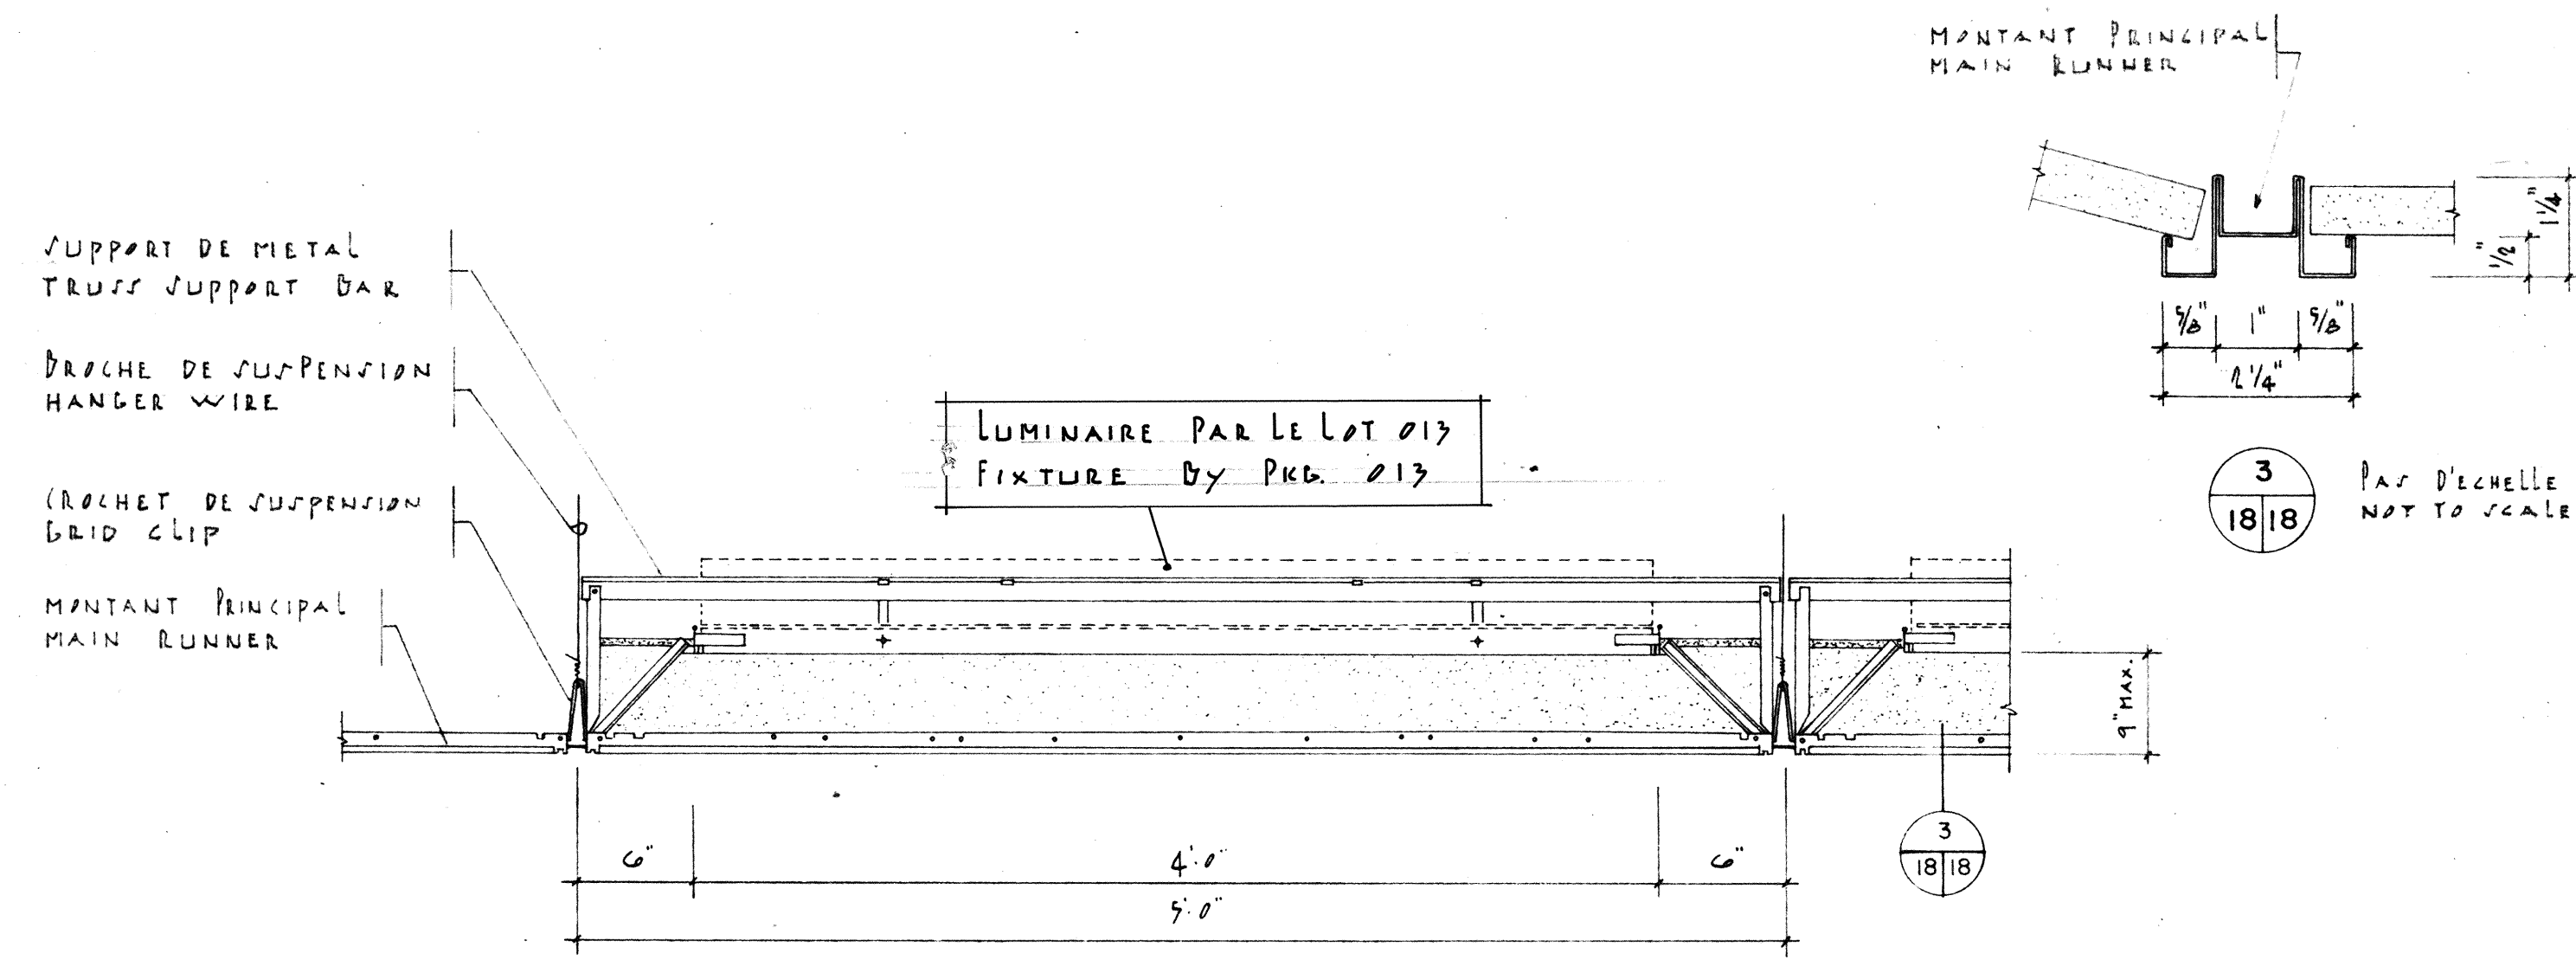 MONTANT PRINCIPAL
MAIN RUNNER
SUPPORT DE METAL
TRUSS SUPPORT BAR
BROCHE DE SUSPENSION
HANGER WIRE
CROCHET DE SUSPENSION
GRID CLIP
MONTANT PRINCIPAL
MAIN RUNNER
LUMINAIRE PAR LE LOT 013
FIXTURE BY PKG. 013
1/2"
1 1/4"
5/8" 1" 5/8"
2 1/4"
3
18 18
PAS D'ECHELLE
NOT TO SCALE
9" MAX.
6" 4'.0" 6"
5'.0"
3
18 18